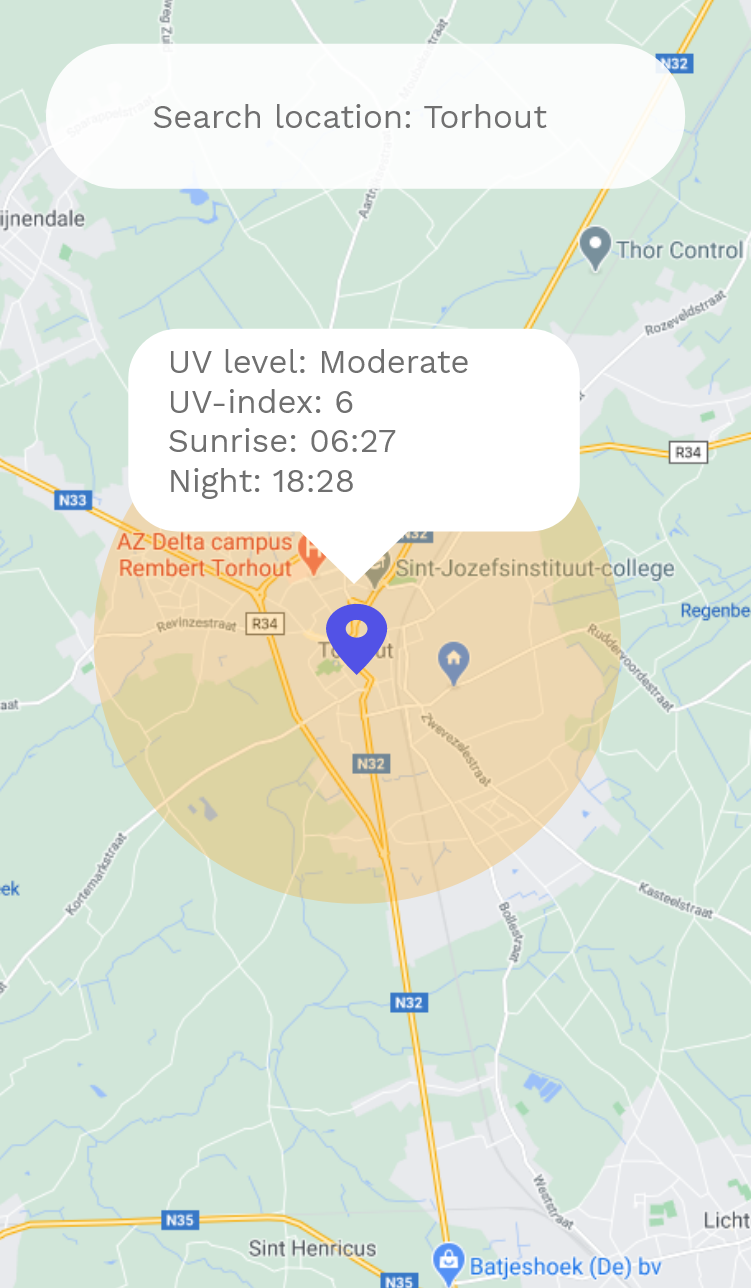 N32
Search location: Torhout
ijnendale
Thor Control
Rozeveldstraat
UV level: Moderate
UV-index: 6
Sunrise: 06:27
Night: 18:28
R34
N33
N32
AZ Delta campus
Rembert Torhout
Sint-Jozefsinstituut-college
Regenbe
Revinzestraat
R34
Ruddervoordestraat
aat
Zwevezelestraat
N32
Kortemarkstraat
eek
Kasteelstraat
Bollestraat
N32
Weststraat
N35
Licht
Sint Henricus
Batjeshoek (De) bv
N35